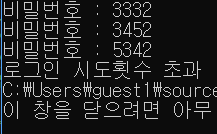 비밀번호 : 3332
비밀번호 : 3452
비밀번호 : 5342
로그인 시도횟수 초과
C:₩Users₩guest1₩source
이 창을 닫으려면 아무